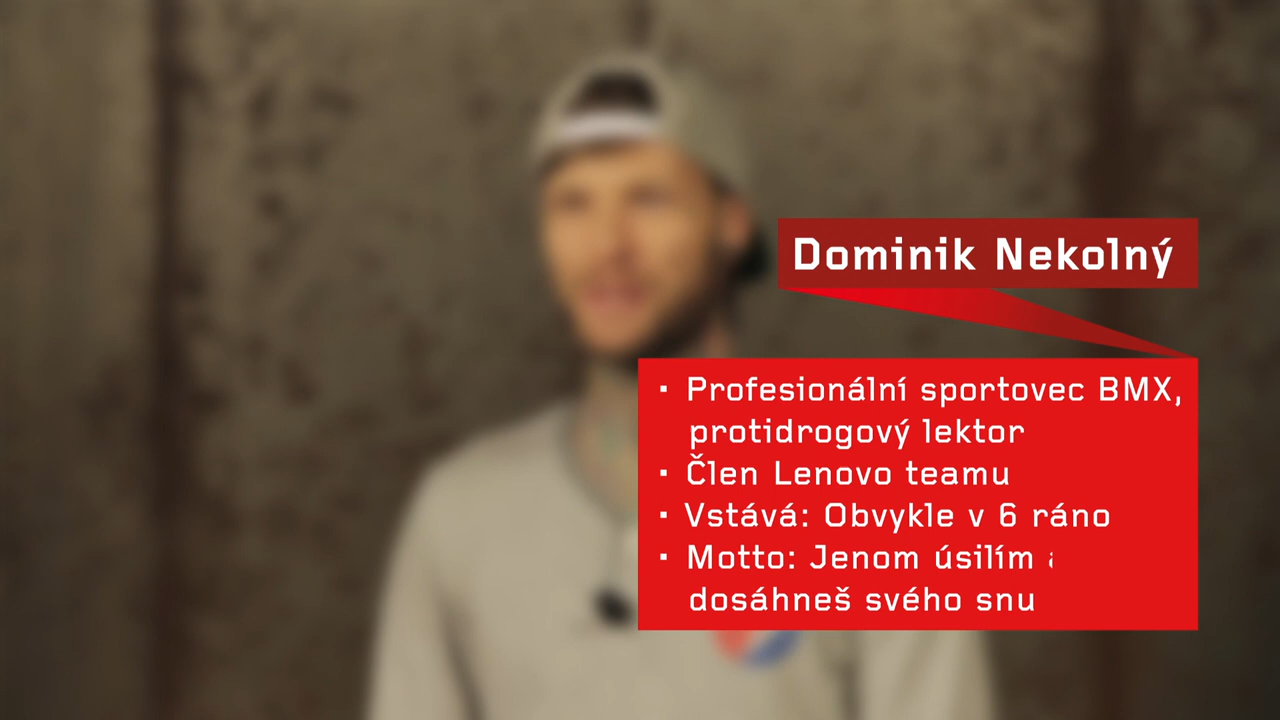 Dominik Nekolný
· Profesionální sportovec BMX,
protidrogový lektor
· Člen Lenovo teamu
· Vstává: Obvykle v 6 ráno
· Motto: Jenom úsilím
dosáhneš svého snu